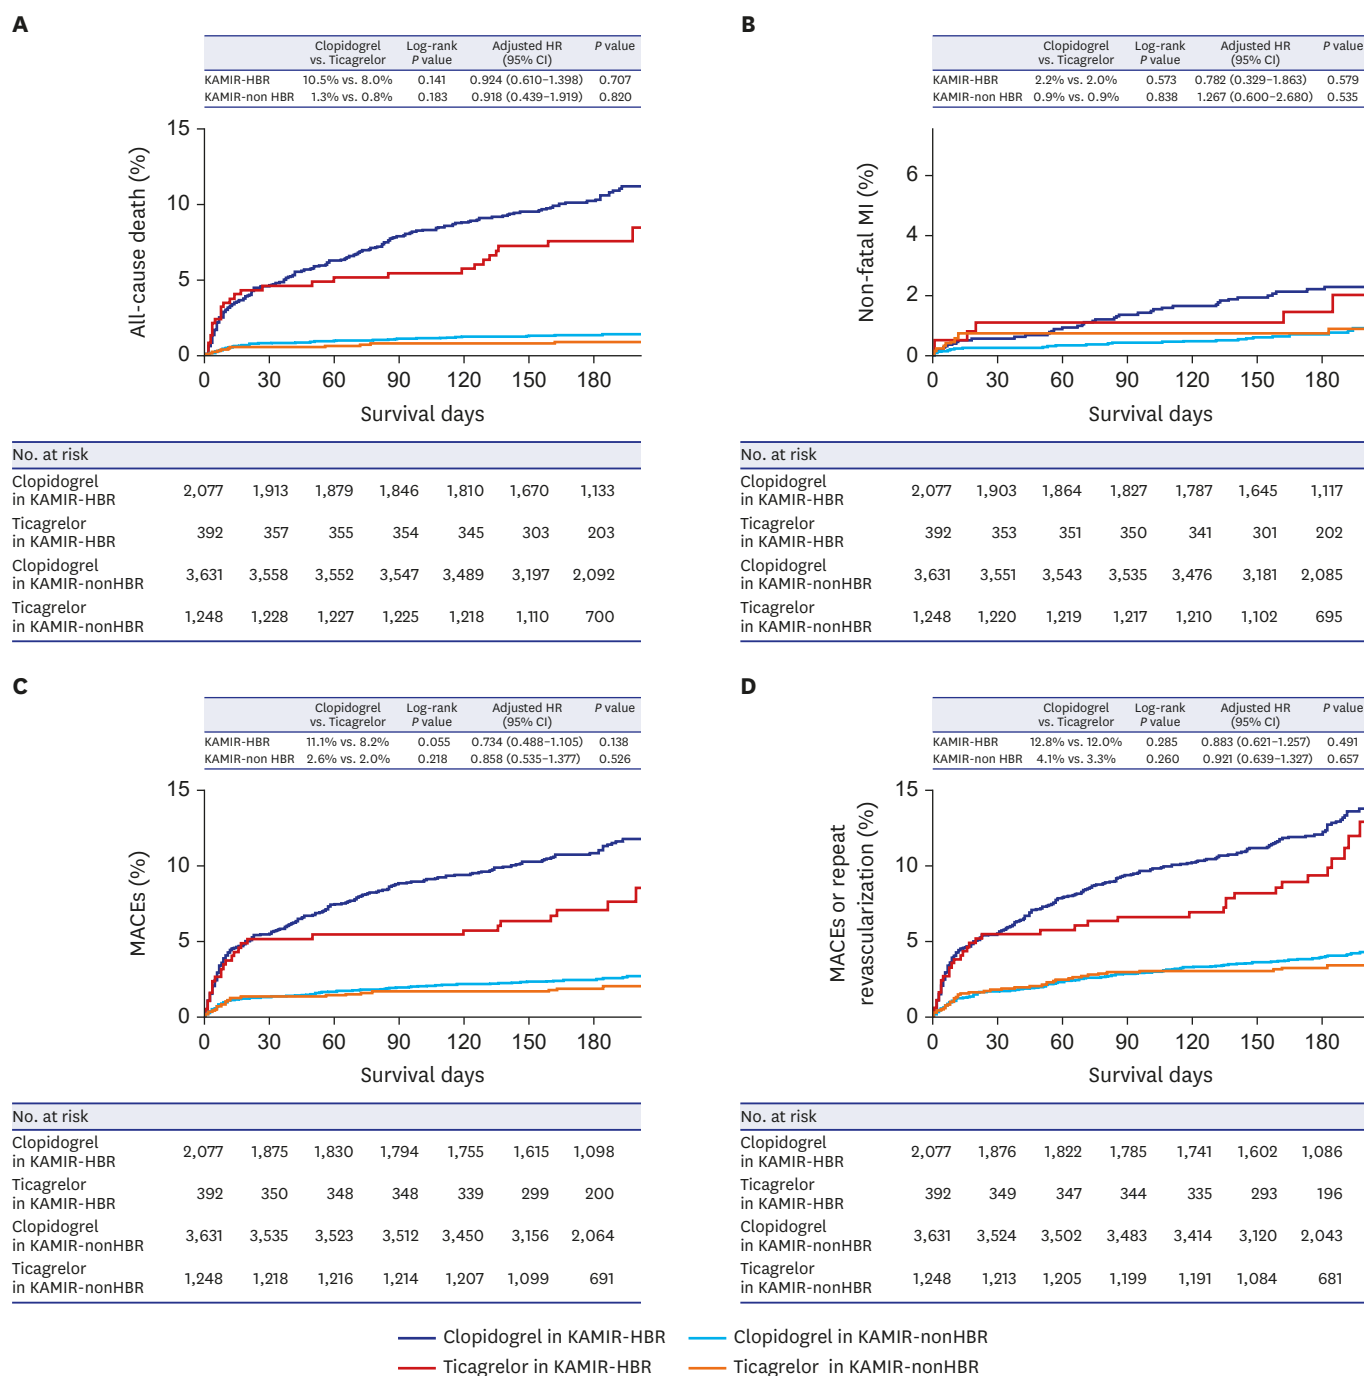 A
Clopidogrel vs. Ticagrelor Log-rank P value Adjusted HR (95% CI) P value
KAMIR-HBR 10.5% vs. 8.0% 0.141 0.924 (0.610–1.398) 0.707
KAMIR-non HBR 1.3% vs. 0.8% 0.183 0.918 (0.439–1.919) 0.820
All-cause death (%)
15
10
5
0
0 30 60 90 120 150 180
Survival days
No. at risk
Clopidogrel in KAMIR-HBR 2,077 1,913 1,879 1,846 1,810 1,670 1,133
Ticagrelor in KAMIR-HBR 392 357 355 354 345 303 203
Clopidogrel in KAMIR-nonHBR 3,631 3,558 3,552 3,547 3,489 3,197 2,092
Ticagrelor in KAMIR-nonHBR 1,248 1,228 1,227 1,225 1,218 1,110 700
B
Clopidogrel vs. Ticagrelor Log-rank P value Adjusted HR (95% CI) P value
KAMIR-HBR 2.2% vs. 2.0% 0.573 0.782 (0.329–1.863) 0.579
KAMIR-non HBR 0.9% vs. 0.9% 0.838 1.267 (0.600–2.680) 0.535
Non-fatal MI (%)
6
4
2
0
0 30 60 90 120 150 180
Survival days
No. at risk
Clopidogrel in KAMIR-HBR 2,077 1,903 1,864 1,827 1,787 1,645 1,117
Ticagrelor in KAMIR-HBR 392 353 351 350 341 301 202
Clopidogrel in KAMIR-nonHBR 3,631 3,551 3,543 3,535 3,476 3,181 2,085
Ticagrelor in KAMIR-nonHBR 1,248 1,220 1,219 1,217 1,210 1,102 695
C
Clopidogrel vs. Ticagrelor Log-rank P value Adjusted HR (95% CI) P value
KAMIR-HBR 11.1% vs. 8.2% 0.055 0.734 (0.488–1.105) 0.138
KAMIR-non HBR 2.6% vs. 2.0% 0.218 0.858 (0.535–1.377) 0.526
MACEs (%)
15
10
5
0
0 30 60 90 120 150 180
Survival days
No. at risk
Clopidogrel in KAMIR-HBR 2,077 1,875 1,830 1,794 1,755 1,615 1,098
Ticagrelor in KAMIR-HBR 392 350 348 348 339 299 200
Clopidogrel in KAMIR-nonHBR 3,631 3,535 3,523 3,512 3,450 3,156 2,064
Ticagrelor in KAMIR-nonHBR 1,248 1,218 1,216 1,214 1,207 1,099 691
D
Clopidogrel vs. Ticagrelor Log-rank P value Adjusted HR (95% CI) P value
KAMIR-HBR 12.8% vs. 12.0% 0.285 0.883 (0.621–1.257) 0.491
KAMIR-non HBR 4.1% vs. 3.3% 0.260 0.921 (0.639–1.327) 0.657
MACEs or repeat
revascularization (%)
15
10
5
0
0 30 60 90 120 150 180
Survival days
No. at risk
Clopidogrel in KAMIR-HBR 2,077 1,876 1,822 1,785 1,741 1,602 1,086
Ticagrelor in KAMIR-HBR 392 349 347 344 335 293 196
Clopidogrel in KAMIR-nonHBR 3,631 3,524 3,502 3,483 3,414 3,120 2,043
Ticagrelor in KAMIR-nonHBR 1,248 1,213 1,205 1,199 1,191 1,084 681
Clopidogrel in KAMIR-HBR Clopidogrel in KAMIR-nonHBR
Ticagrelor in KAMIR-HBR Ticagrelor in KAMIR-nonHBR